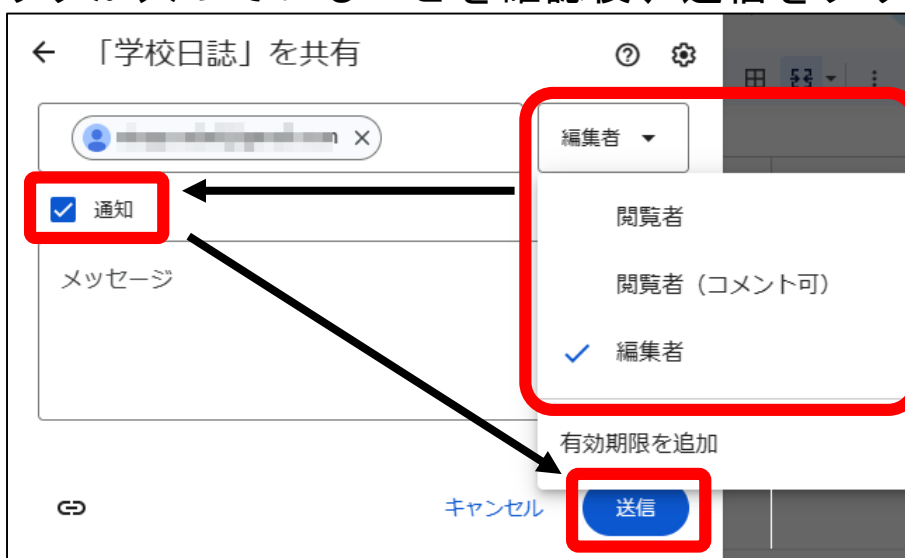 「学校日誌」を共有
編集者
通知
閲覧者
メッセージ
閲覧者（コメント可）
編集者
有効期限を追加
キャンセル
送信